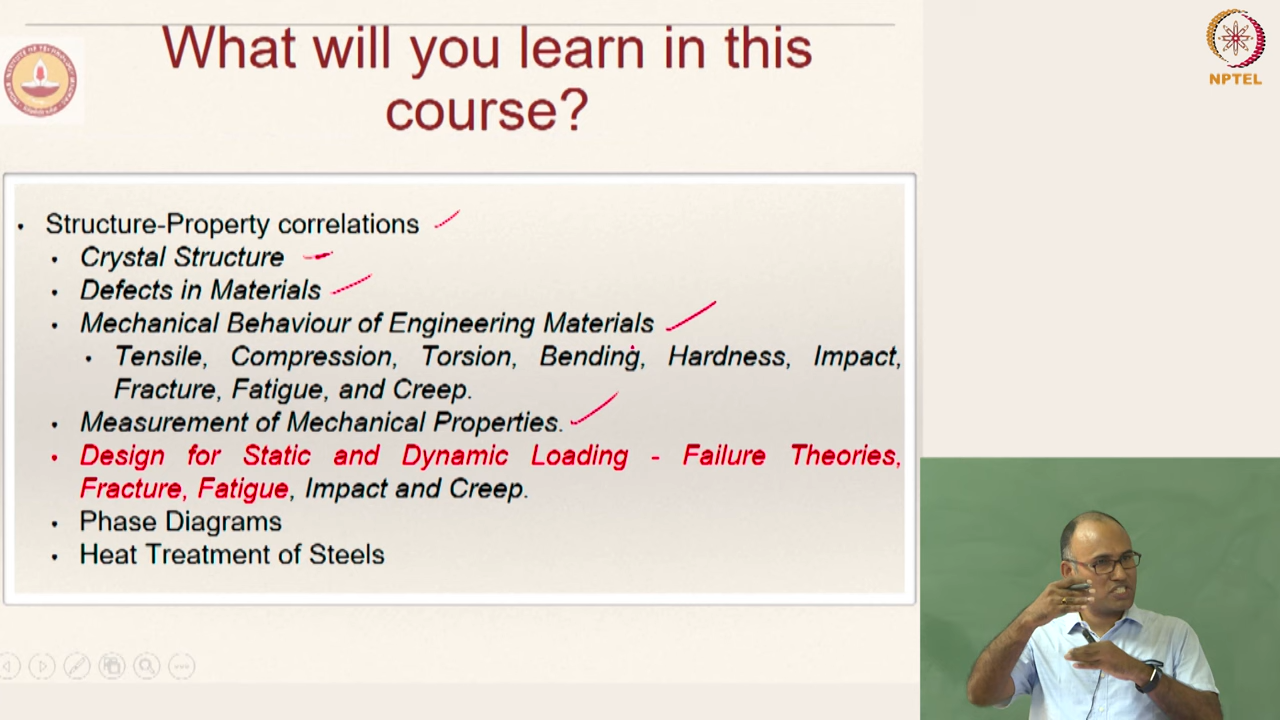 What will you learn in this
course?
NPTEL
• Structure-Property correlations
• Crystal Structure
• Defects in Materials
• Mechanical Behaviour of Engineering Materials
• Tensile, Compression, Torsion, Bending, Hardness, Impact,
Fracture, Fatigue, and Creep.
• Measurement of Mechanical Properties.
• Design for Static and Dynamic Loading - Failure Theories,
Fracture, Fatigue, Impact and Creep.
• Phase Diagrams
• Heat Treatment of Steels